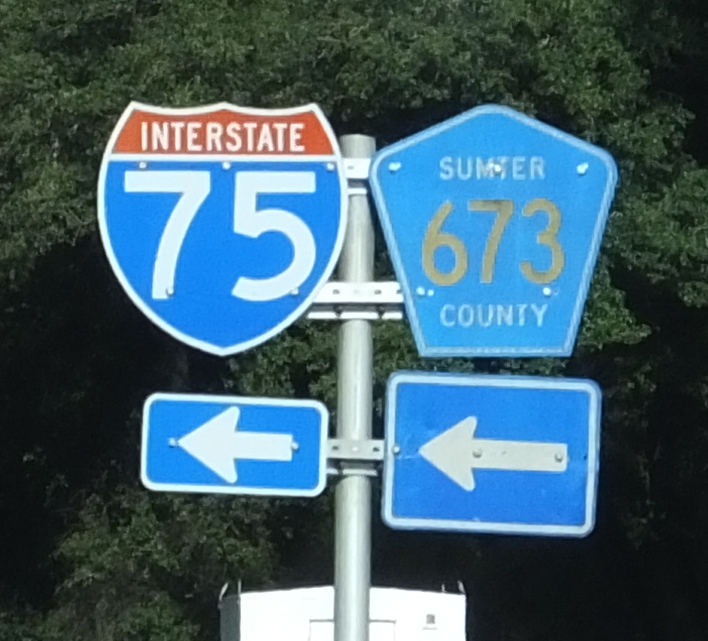 INTERSTATE
75
SUMTER
673
COUNTY